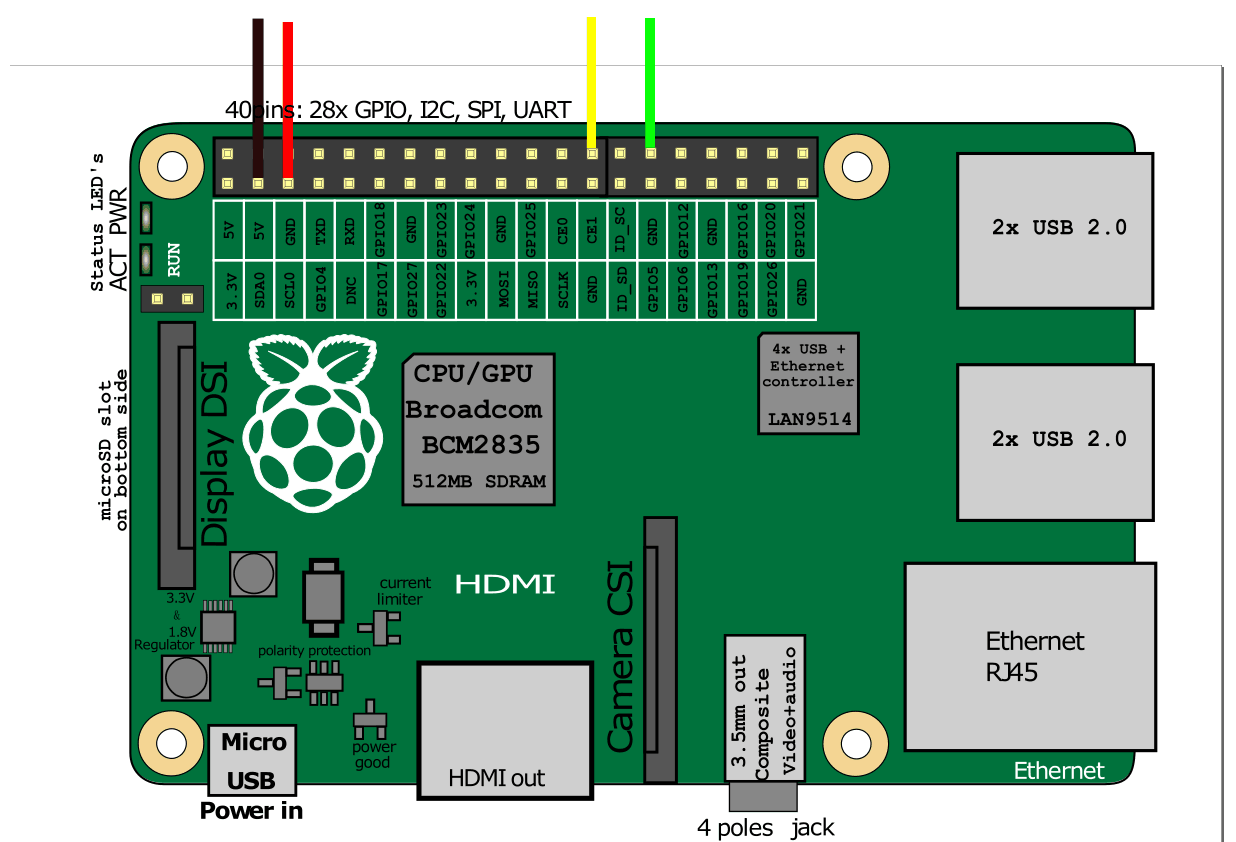 40pins: 28x GPIO, I2C, SPI, UART
Status LED's
PWR
ACT
RUN
5V 5V GND TXD RXD GPIO18 GND GPIO23 GPIO24 GND GPIO25 CE0 CE1 ID_SC GND GPIO12 GND GPIO16 GPIO20 GPIO21
3.3V SDA0 SCL0 GPIO4 DNC GPIO17 GPIO27 GPIO22 3.3V MOSI MISO SCLK GND ID_SD GPIO5 GPIO6 GPIO13 GPIO19 GPIO26 GND
2x USB 2.0
microSD slot
on bottom side
Display DSI
CPU/GPU
Broadcom
BCM2835
512MB SDRAM
4x USB +
Ethernet
controller
LAN9514
2x USB 2.0
3.3V
&
1.8V
Regulator
current
limiter
polarity protection
power
good
HDMI
Camera CSI
HDMI out
Micro
USB
Power in
3.5mm out
Composite
Video+audio
4 poles jack
Ethernet
RJ45
Ethernet